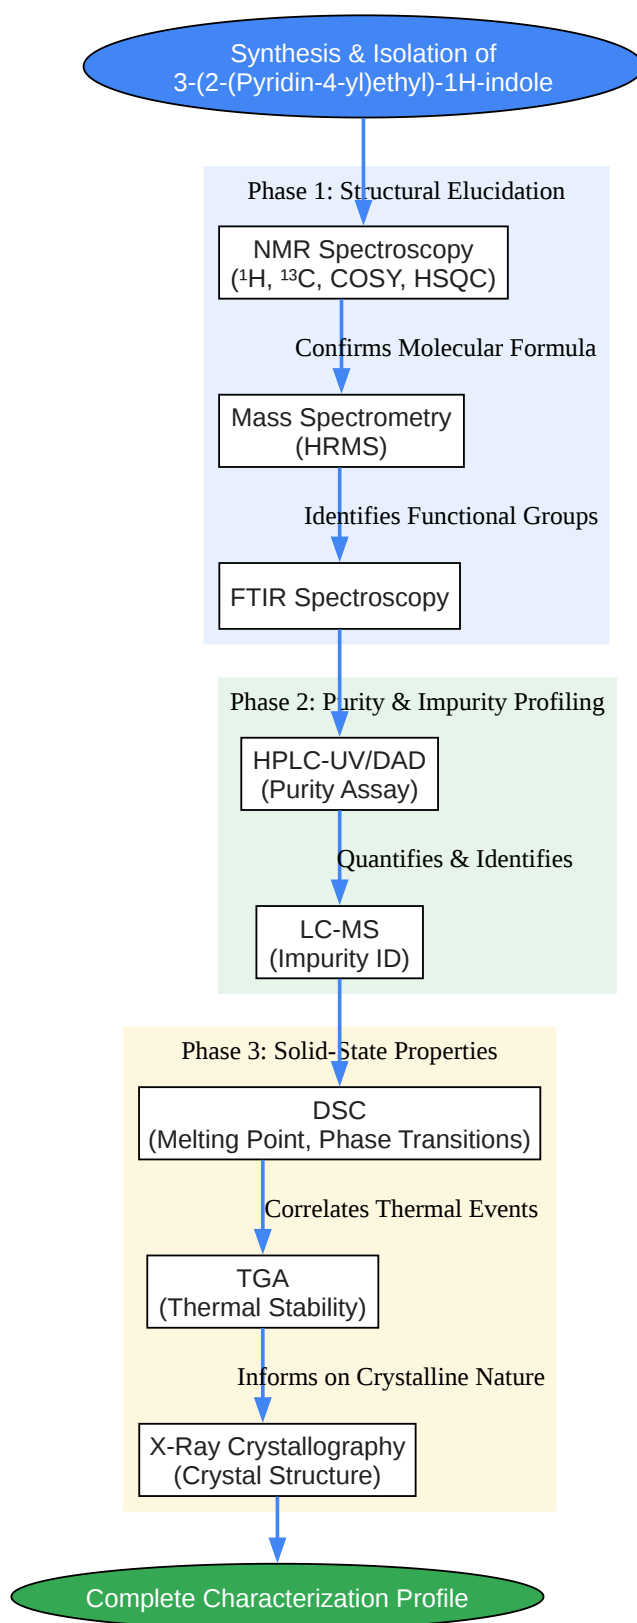 Synthesis & Isolation of
3-(2-(Pyridin-4-yl)ethyl)-1H-indole
Phase 1: Structural Elucidation
NMR Spectroscopy
(¹H, ¹³C, COSY, HSQC)
Confirms Molecular Formula
Mass Spectrometry
(HRMS)
Identifies Functional Groups
FTIR Spectroscopy
Phase 2: Purity & Impurity Profiling
HPLC-UV/DAD
(Purity Assay)
Quantifies & Identifies
LC-MS
(Impurity ID)
Phase 3: Solid-State Properties
DSC
(Melting Point, Phase Transitions)
Correlates Thermal Events
TGA
(Thermal Stability)
Informs on Crystalline Nature
X-Ray Crystallography
(Crystal Structure)
Complete Characterization Profile